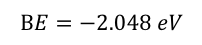 BE = −2.048 eV